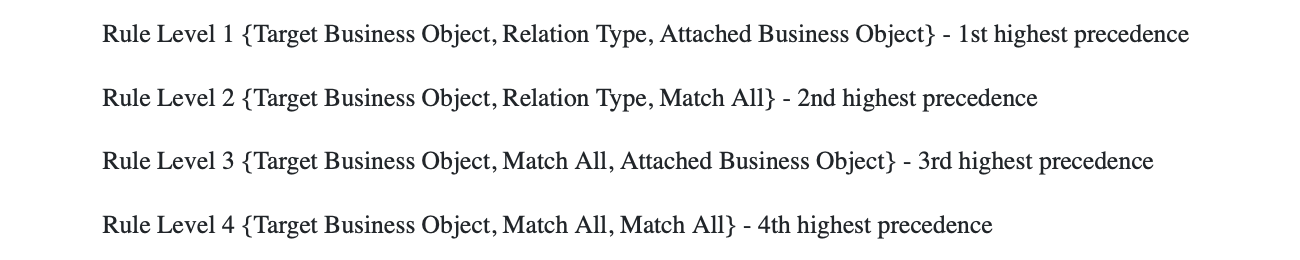 Rule Level 1 {Target Business Object, Relation Type, Attached Business Object} - 1st highest precedence
Rule Level 2 {Target Business Object, Relation Type, Match All} - 2nd highest precedence
Rule Level 3 {Target Business Object, Match All, Attached Business Object} - 3rd highest precedence
Rule Level 4 {Target Business Object, Match All, Match All} - 4th highest precedence